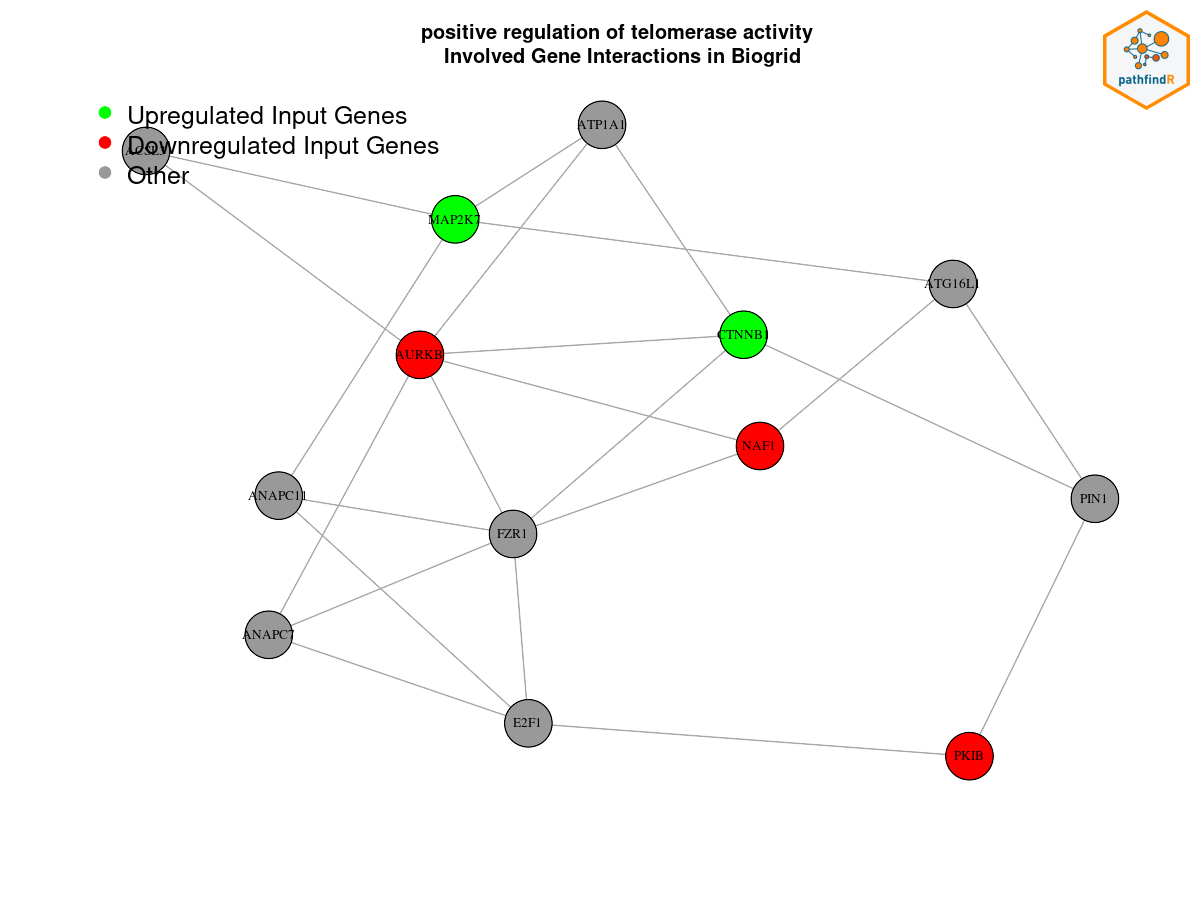 positive regulation of telomerase activity
Involved Gene Interactions in Biogrid
pathfindR
Upregulated Input Genes
Downregulated Input Genes
Other
ATP1A1
MAP2K7
ATG16L1
CTNNB1
AURKB
NAF1
ANAPC11
PIN1
FZR1
ANAPC7
E2F1
PKIB